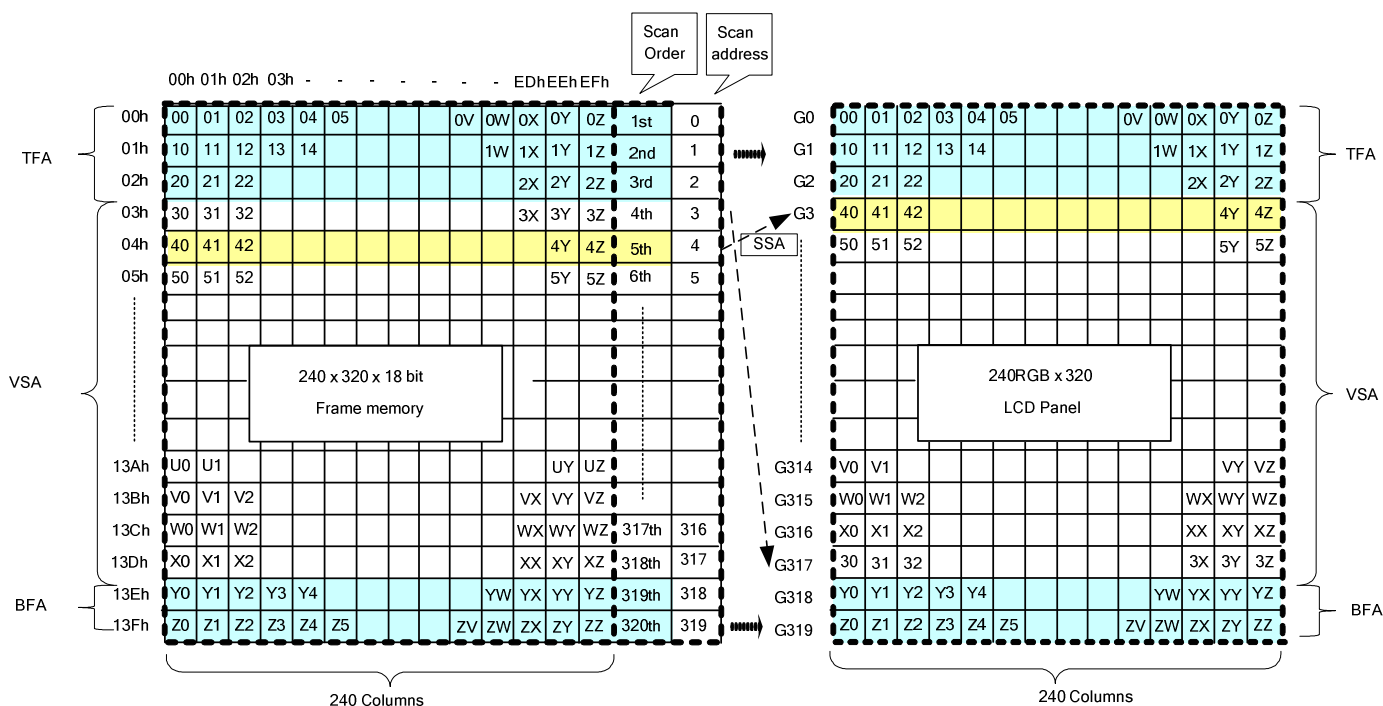 Scan Order
Scan address
00h 01h 02h 03h - - - - - - - EDh EEh EFh
00h 00 01 02 03 04 05 0V 0W 0X 0Y 0Z 1st 0 G0 00 01 02 03 04 05 0V 0W 0X 0Y 0Z
01h 10 11 12 13 14 1W 1X 1Y 1Z 2nd 1 G1 10 11 12 13 14 1W 1X 1Y 1Z
TFA TFA
02h 20 21 22 2X 2Y 2Z 3rd 2 G2 20 21 22 2X 2Y 2Z
03h 30 31 32 3X 3Y 3Z 4th 3 G3 40 41 42 4Y 4Z
04h 40 41 42 4Y 4Z 5th 4 SSA 50 51 52 5Y 5Z
05h 50 51 52 5Y 5Z 6th 5
VSA 240 x 320 x 18 bit 240RGB x 320 VSA
Frame memory LCD Panel
13Ah U0 U1 UY UZ G314 V0 V1 VY VZ
13Bh V0 V1 V2 VX VY VZ G315 W0 W1 W2 WX WY WZ
13Ch W0 W1 W2 WX WY WZ 317th 316 G316 X0 X1 X2 XX XY XZ
13Dh X0 X1 X2 XX XY XZ 318th 317 G317 30 31 32 3X 3Y 3Z
13Eh Y0 Y1 Y2 Y3 Y4 YW YX YY YZ 319th 318 G318 Y0 Y1 Y2 Y3 Y4 YW YX YY YZ
BFA BFA
13Fh Z0 Z1 Z2 Z3 Z4 Z5 ZV ZW ZX ZY ZZ 320th 319 G319 Z0 Z1 Z2 Z3 Z4 Z5 ZV ZW ZX ZY ZZ
240 Columns 240 Columns